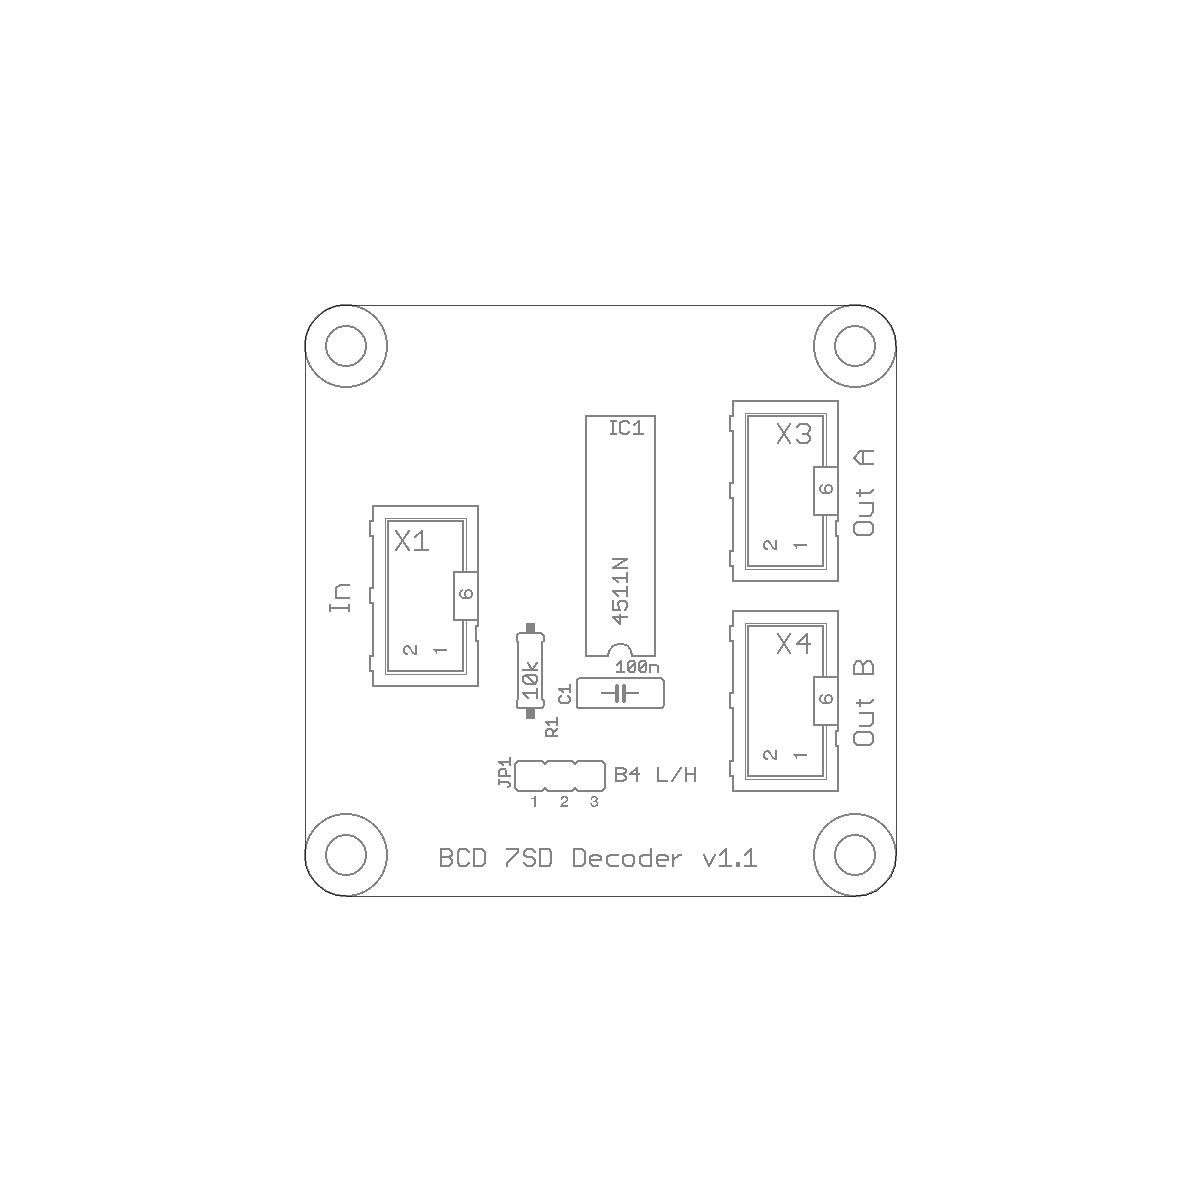 IC1
X3
Out A
6
2 1
X1
In
6
2 1
4511N
10k
R1
100n
C1
X4
Out B
6
2 1
JP1
B4 L/H
1 2 3
BCD 7SD Decoder v1.1